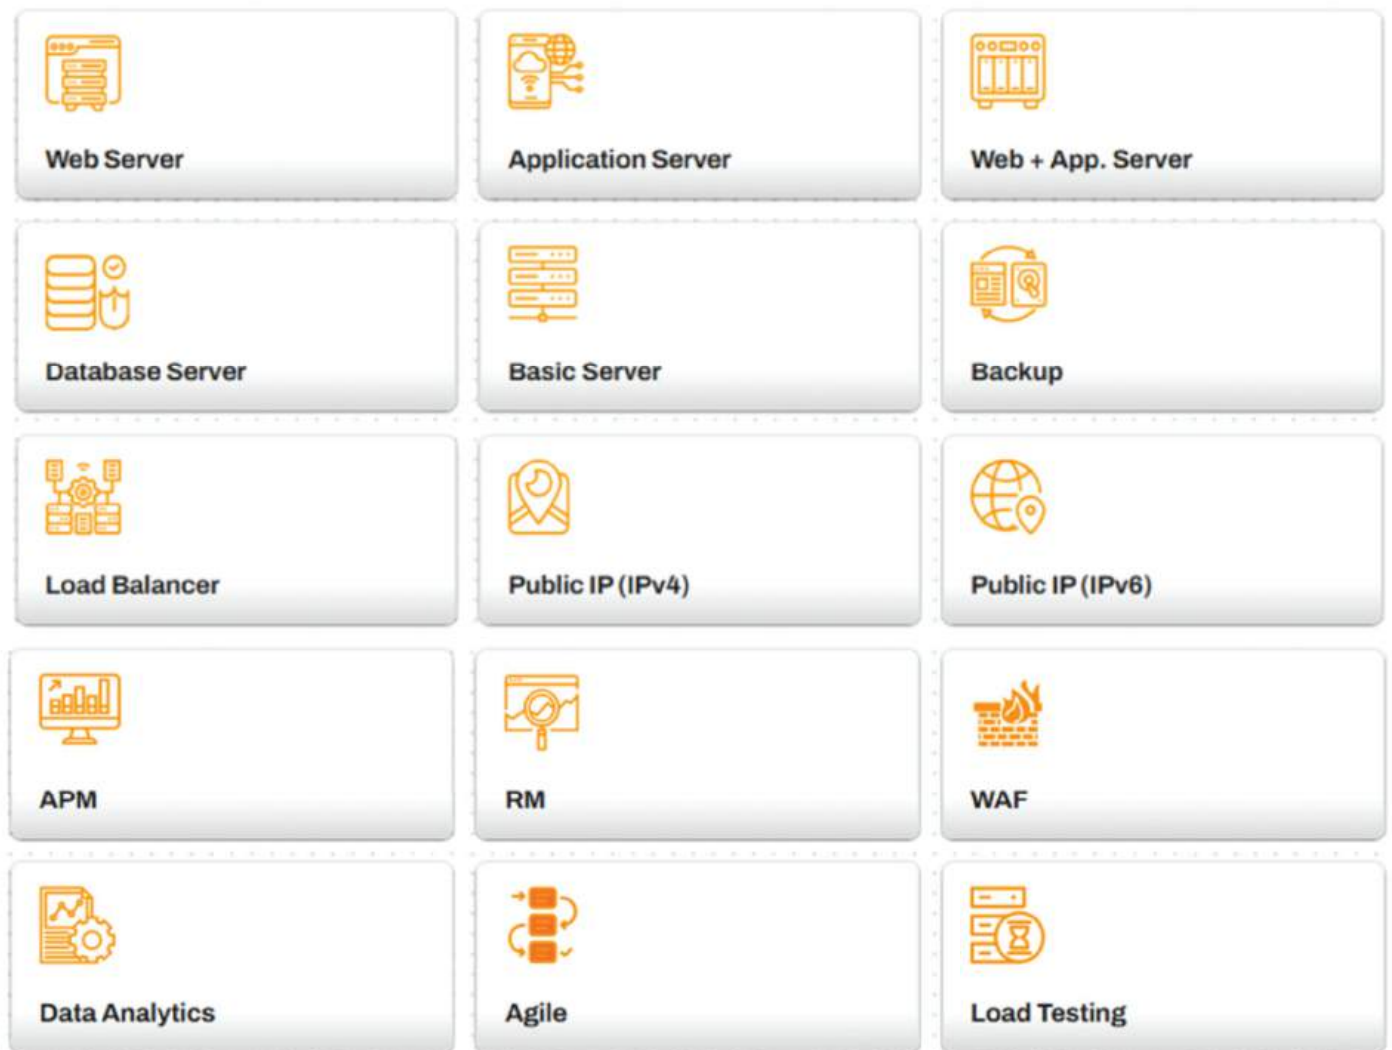 Web Server
Application Server
Web + App. Server
Database Server
Basic Server
Backup
Load Balancer
Public IP (IPv4)
Public IP (IPv6)
APM
RM
WAF
Data Analytics
Agile
Load Testing